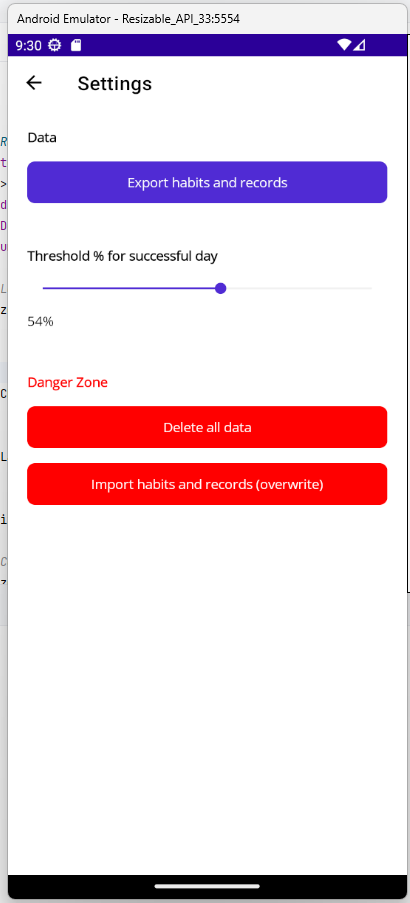 Android Emulator - Resizable_API_33:5554
9:30
Settings
Data
Export habits and records
Threshold % for successful day
54%
Danger Zone
Delete all data
Import habits and records (overwrite)